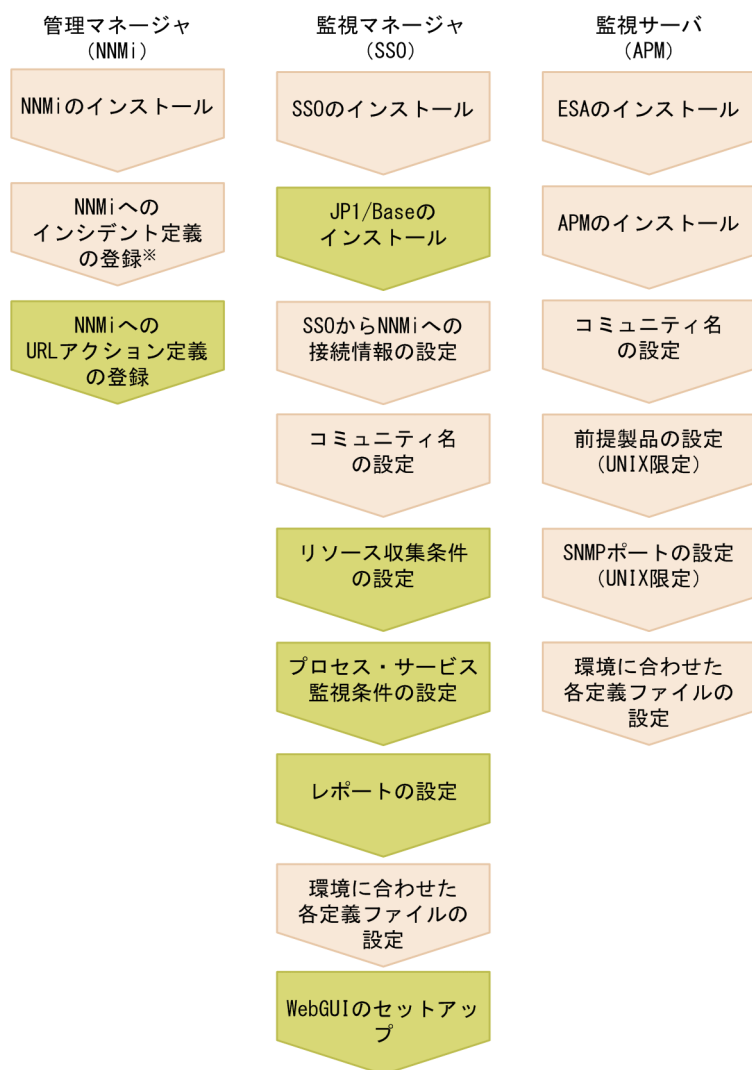 管理マネージャ
(NNMi)
NNMiのインストール
NNMiへの
インシデント定義
の登録※
NNMiへの
URLアクション定義
の登録
監視マネージャ
(SSO)
SSOのインストール
JP1/Baseの
インストール
SSOからNNMiへの
接続情報の設定
コミュニティ名
の設定
リソース収集条件
の設定
プロセス・サービス
監視条件の設定
レポートの設定
環境に合わせた
各定義ファイルの
設定
WebGUIのセットアッ
プ
監視サーバ
(APM)
ESAのインストール
APMのインストール
コミュニティ名
の設定
前提製品の設定
(UNIX限定)
SNMPポートの設定
(UNIX限定)
環境に合わせた
各定義ファイルの
設定